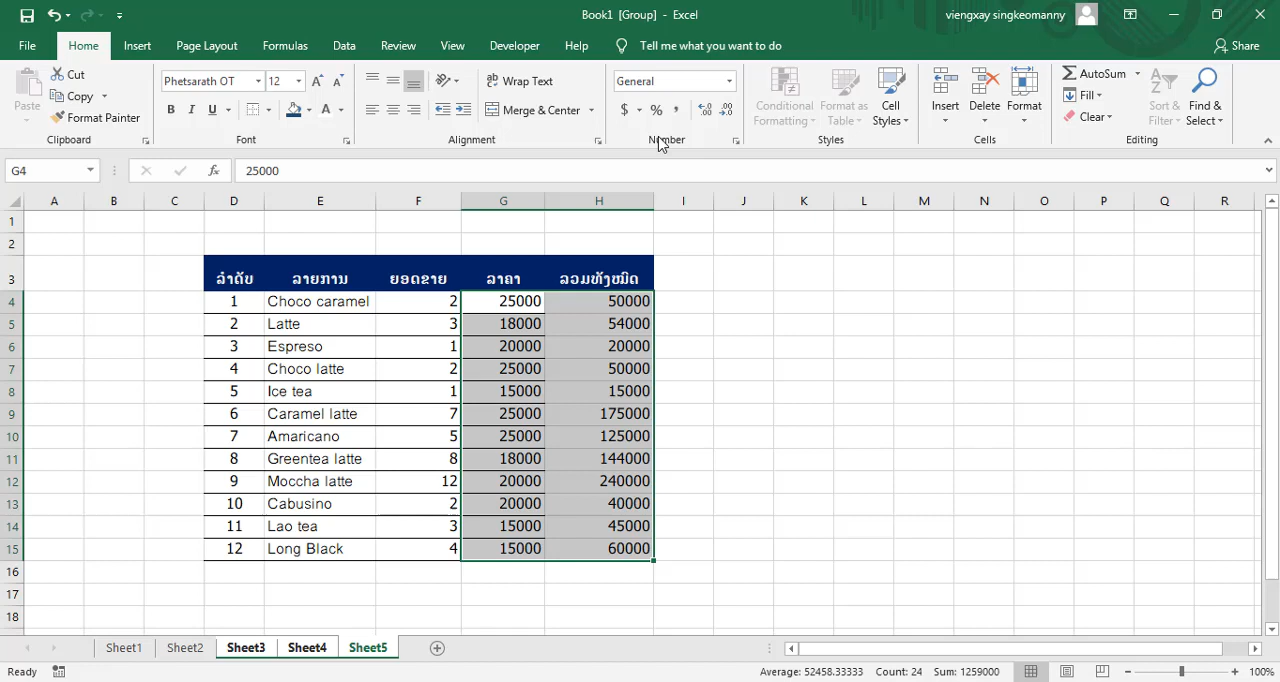 Book1 [Group] - Excel
viengxay singkeomanny
File Home Insert Page Layout Formulas Data Review View Developer Help Tell me what you want to do Share
Paste
Cut
Copy
Format Painter
Clipboard
Phetsarath OT 12
B I U A
Font
Wrap Text
Merge & Center
Alignment
General
$ % ,
Number
Conditional Formatting
Format as Table
Cell Styles
Styles
Insert Delete Format
Cells
AutoSum
Fill
Clear
Sort & Filter
Find & Select
Editing
G4 fx 25000
A B C D E F G H I J K L M N O P Q R
1
2
3 ລຳດັບ ລາຍການ ຍອດຂາຍ ລາຄາ ລວມທັງໝົດ
4 1 Choco caramel 2 25000 50000
5 2 Latte 3 18000 54000
6 3 Espreso 1 20000 20000
7 4 Choco latte 2 25000 50000
8 5 Ice tea 1 15000 15000
9 6 Caramel latte 7 25000 175000
10 7 Amaricano 5 25000 125000
11 8 Greentea latte 8 18000 144000
12 9 Moccha latte 12 20000 240000
13 10 Cabusino 2 20000 40000
14 11 Lao tea 3 15000 45000
15 12 Long Black 4 15000 60000
16
17
18
Sheet1 Sheet2 Sheet3 Sheet4 Sheet5
Ready Average: 52458.33333 Count: 24 Sum: 1259000 100%